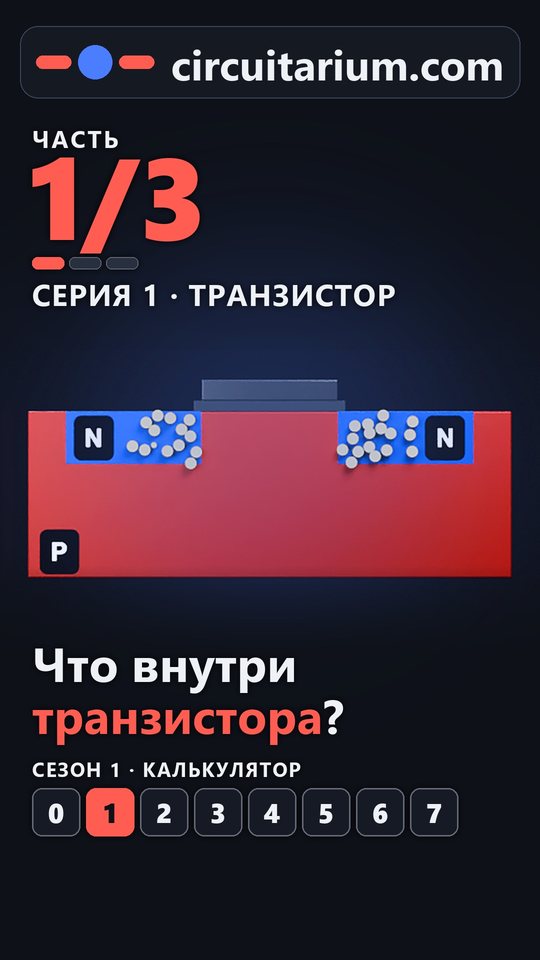 circuitarium.com
ЧАСТЬ
1/3
СЕРИЯ 1 · ТРАНЗИСТОР
N
N
P
Что внутри
транзистора?
СЕЗОН 1 · КАЛЬКУЛЯТОР
0 1 2 3 4 5 6 7